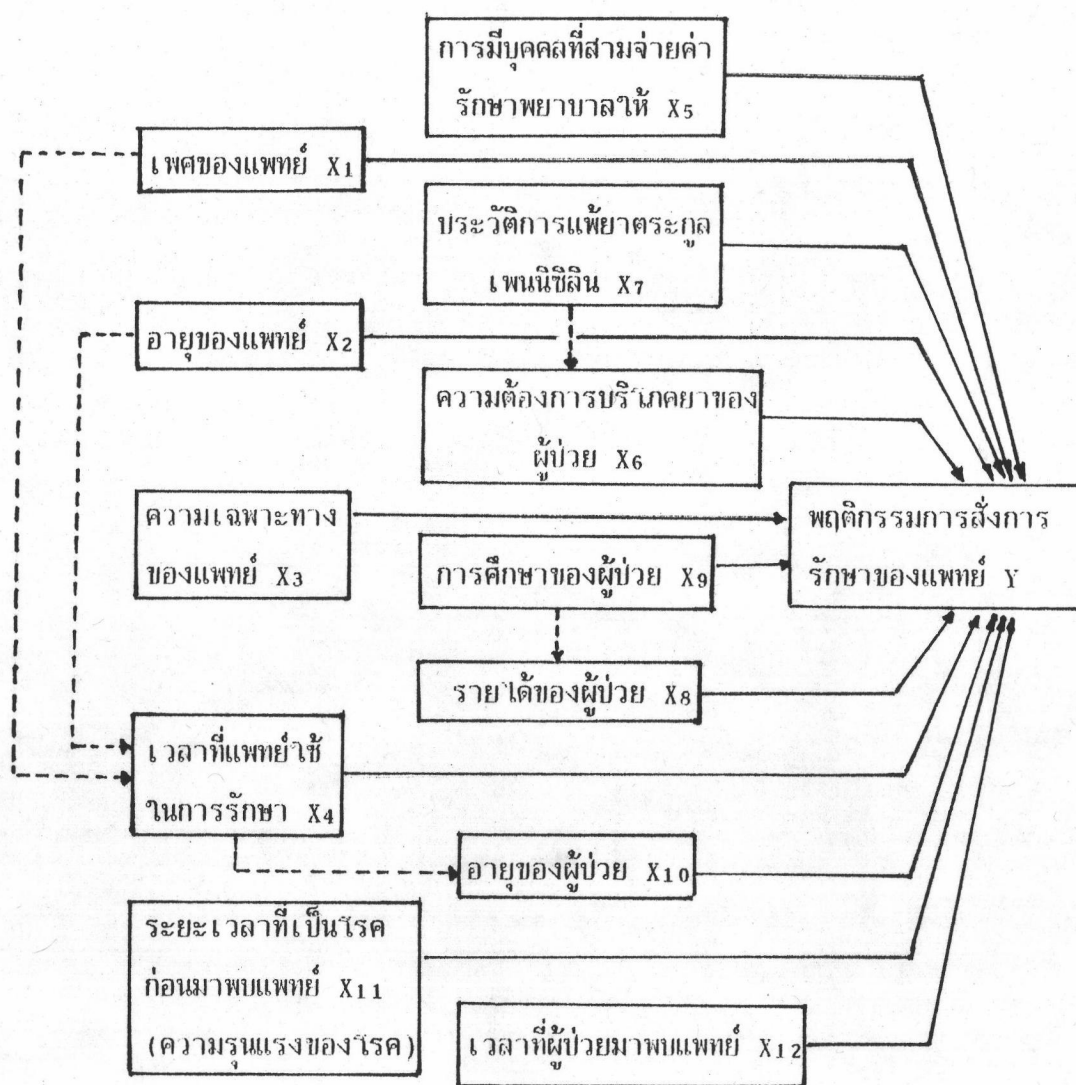 การมีบุคคลที่สามจ่ายค่า
รักษาพยาบาลให้ X5
เพศของแพทย์ X1
ประวัติการแพ้ยาตระกูล
เพนนิซิลิน X7
อายุของแพทย์ X2
ความต้องการบริโภคยาของ
ผู้ป่วย X6
ความเฉพาะทาง
ของแพทย์ X3
พฤติกรรมการสั่งการ
รักษาของแพทย์ Y
การศึกษาของผู้ป่วย X9
รายได้ของผู้ป่วย X8
เวลาที่แพทย์ใช้
ในการรักษา X4
อายุของผู้ป่วย X10
ระยะเวลาที่เป็นโรค
ก่อนมาพบแพทย์ X11
(ความรุนแรงของโรค)
เวลาที่ผู้ป่วยมาพบแพทย์ X12